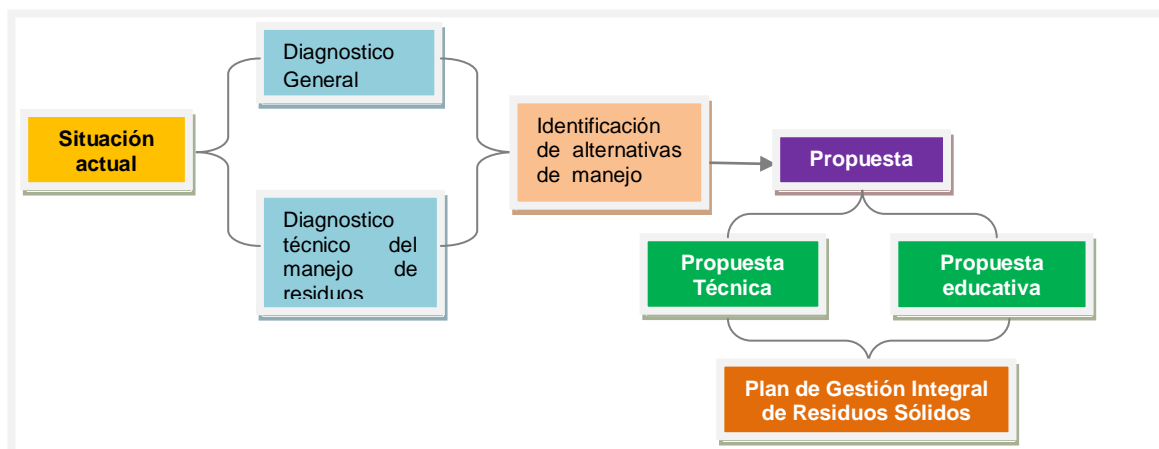 Diagnostico
General
Situación
actual
Diagnostico
técnico del
manejo de
residuos
Identificación
de alternativas
de manejo
Propuesta
Propuesta
Técnica
Propuesta
educativa
Plan de Gestión Integral
de Residuos Sólidos